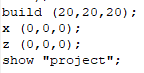 build (20,20,20);
x (0,0,0);
z (0,0,0);
show "project";